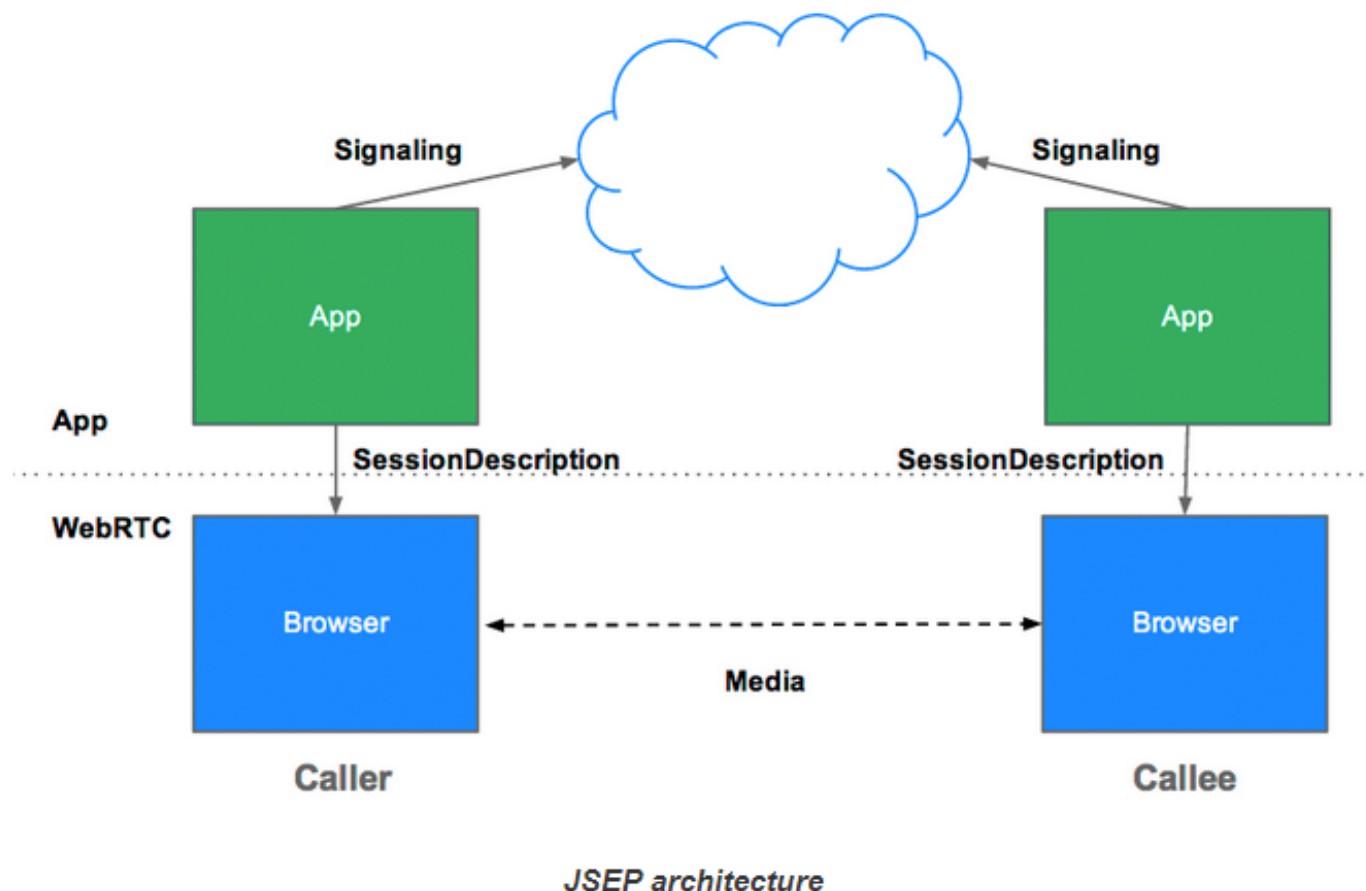 Signaling
Signaling
App
App
App
SessionDescription
SessionDescription
WebRTC
Browser
Browser
Media
Caller
Callee
JSEP architecture